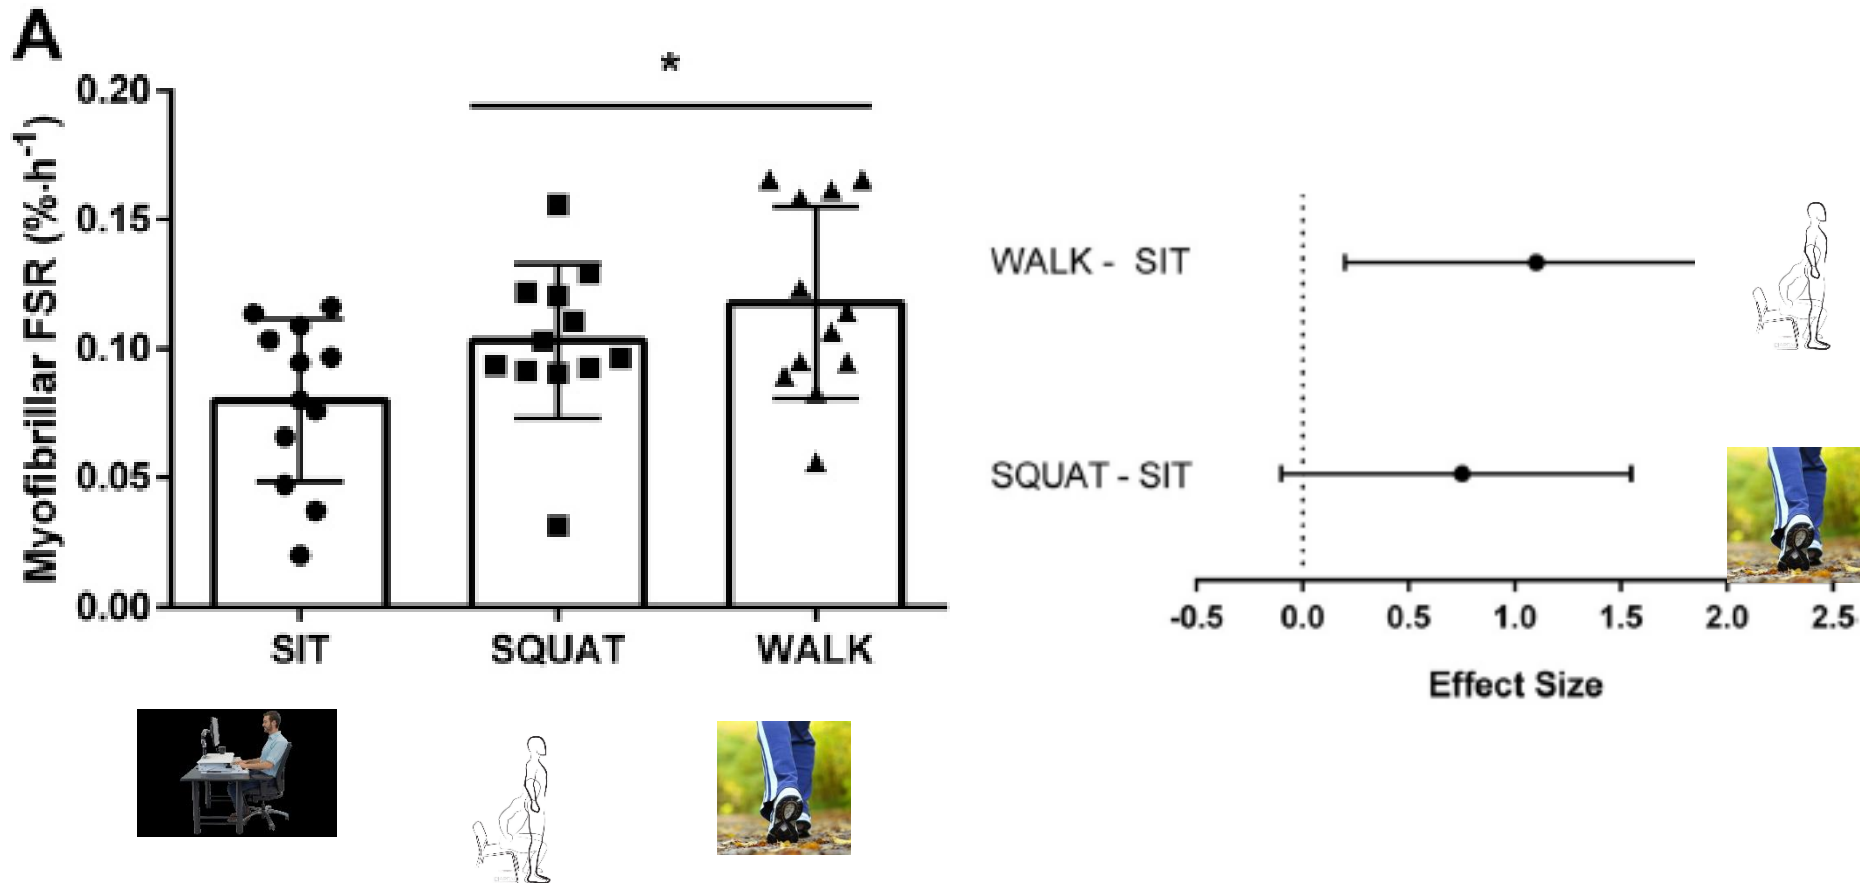 A
*
Myofibrillar FSR (%·h⁻¹)
0.20
0.15
0.10
0.05
0.00
SIT SQUAT WALK
WALK - SIT
SQUAT - SIT
-0.5 0.0 0.5 1.0 1.5 2.0 2.5
Effect Size